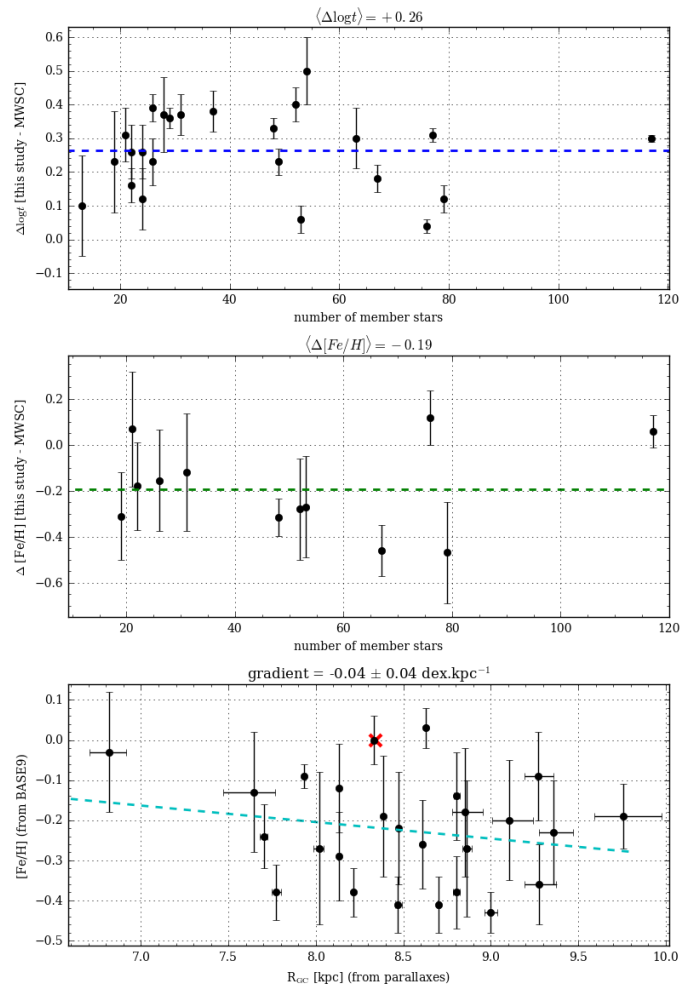 ⟨Δlogt⟩ = +0.26
0.6
0.5
0.4
0.3
0.2
0.1
0.0
−0.1
Δlogt [this study - MWSC]
20 40 60 80 100 120
number of member stars
⟨Δ[Fe/H]⟩ = −0.19
0.2
0.0
−0.2
−0.4
−0.6
Δ [Fe/H] [this study - MWSC]
20 40 60 80 100 120
number of member stars
gradient = -0.04 ± 0.04 dex.kpc⁻¹
0.1
0.0
−0.1
−0.2
−0.3
−0.4
−0.5
[Fe/H] (from BASE9)
7.0 7.5 8.0 8.5 9.0 9.5 10.0
R_GC [kpc] (from parallaxes)